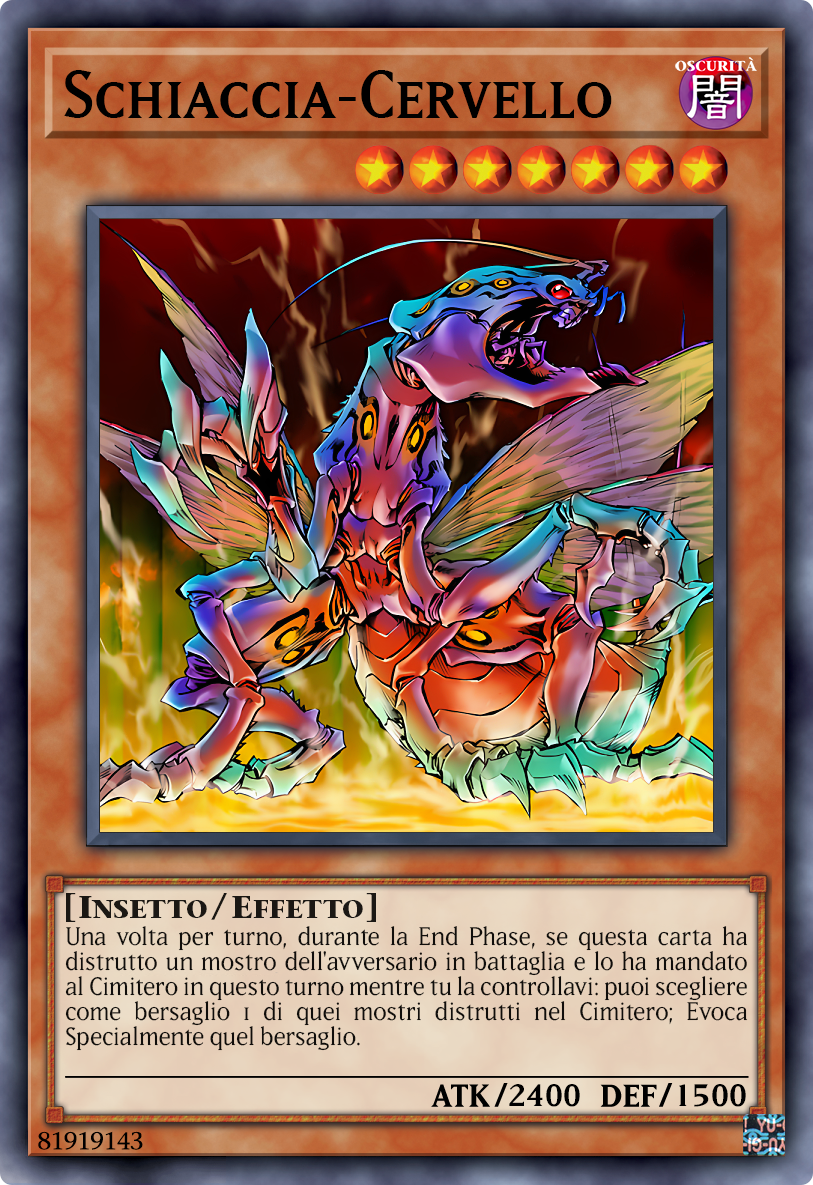 Schiaccia-Cervello
OSCURITÀ
闇
[Insetto/Effetto]
Una volta per turno, durante la End Phase, se questa carta ha
distrutto un mostro dell'avversario in battaglia e lo ha mandato
al Cimitero in questo turno mentre tu la controllavi: puoi scegliere
come bersaglio 1 di quei mostri distrutti nel Cimitero; Evoca
Specialmente quel bersaglio.
ATK/2400 DEF/1500
81919143